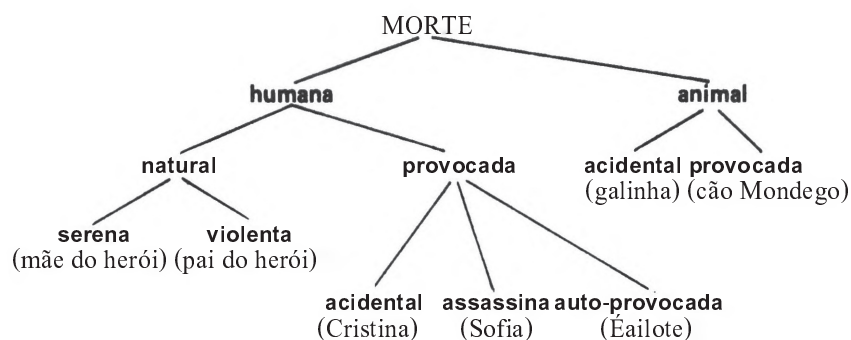 MORTE
humana animal
natural provocada acidental provocada
(galinha) (cão Mondego)
serena violenta
(mãe do herói) (pai do herói)
acidental assassina auto-provocada
(Cristina) (Sofia) (Éailote)